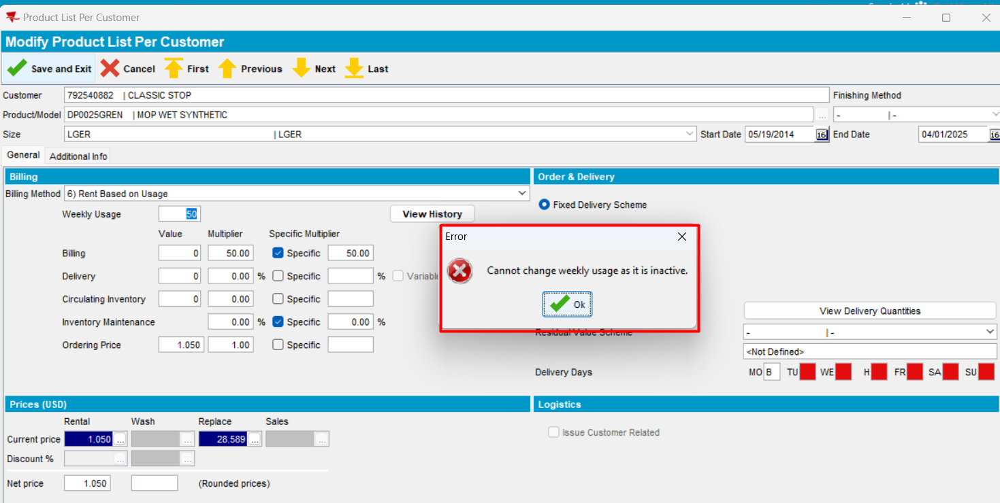 Product List Per Customer
Modify Product List Per Customer
Save and Exit Cancel First Previous Next Last
Customer 792540882 | CLASSIC STOP Finishing Method
Product/Model DP0025GREN | MOP WET SYNTHETIC ... - | -
Size LGER | LGER Start Date 05/19/2014 16 End Date 04/01/2025 16
General Additional Info
Billing Order & Delivery
Billing Method 6) Rent Based on Usage
Fixed Delivery Scheme
Weekly Usage 50 View History
Value Multiplier Specific Multiplier
Error
Billing 0 50.00 Specific 50.00
Cannot change weekly usage as it is inactive.
Delivery 0 0.00 % Specific % Variable
Circulating Inventory 0 0.00 Specific
Ok
View Delivery Quantities
Inventory Maintenance 0.00 % Specific 0.00 %
Residual Value Scheme - | -
Ordering Price 1.050 1.00 Specific
<Not Defined>
Delivery Days MO B TU WE H FR SA SU
Prices (USD) Logistics
Rental Wash Replace Sales
Issue Customer Related
Current price 1.050 ... ... 28.589 ... ...
Discount % ... ...
Net price 1.050 (Rounded prices)